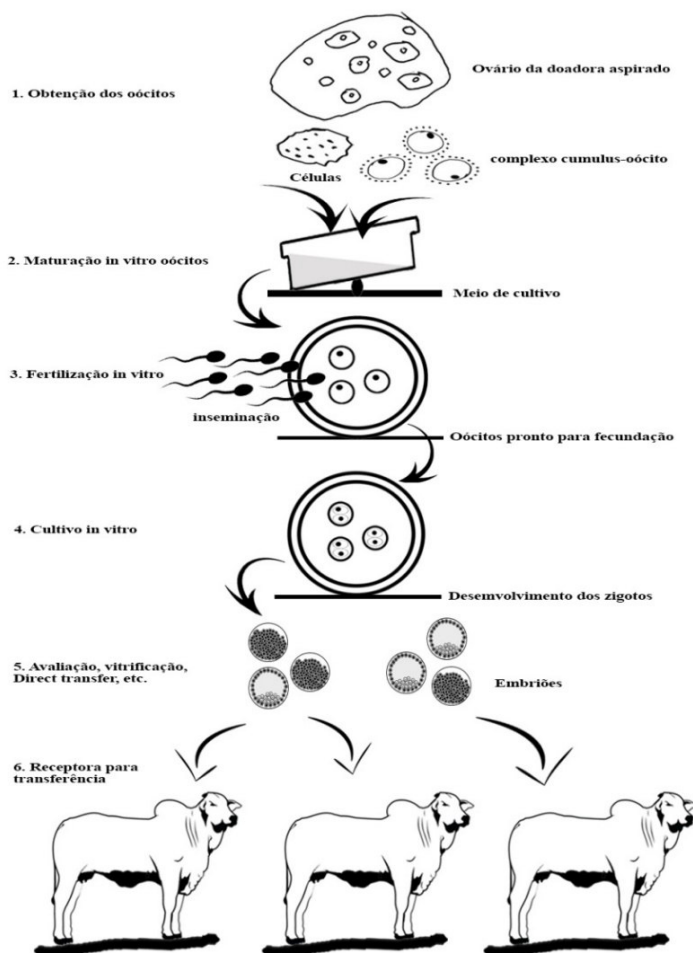 Ovário da doadora aspirado
1. Obtenção dos oócitos
complexo cumulus-oócito
Células
2. Maturação in vitro oócitos
Meio de cultivo
3. Fertilização in vitro
inseminação
Oócitos pronto para fecundação
4. Cultivo in vitro
Desenvolvimento dos zigotos
5. Avaliação, vitrificação,
Direct transfer, etc.
Embriões
6. Receptora para
transferência